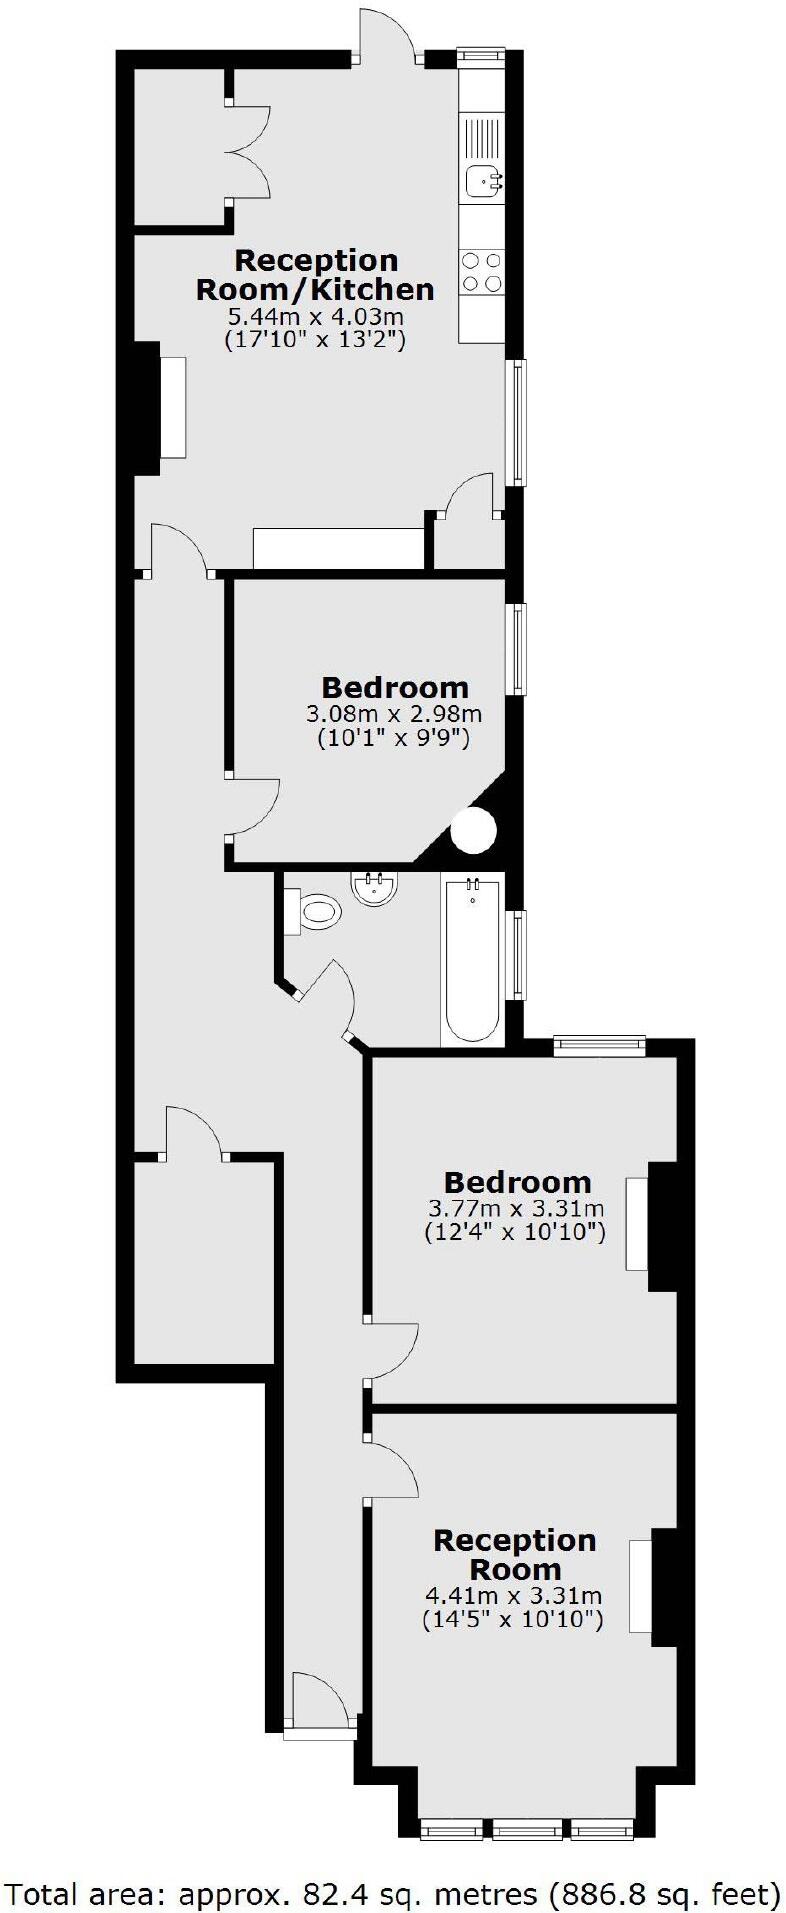 Reception
Room/Kitchen
5.44m x 4.03m
(17'10" x 13'2")
Bedroom
3.08m x 2.98m
(10'1" x 9'9")
Bedroom
3.77m x 3.31m
(12'4" x 10'10")
Reception
Room
4.41m x 3.31m
(14'5" x 10'10")
Total area: approx. 82.4 sq. metres (886.8 sq. feet)